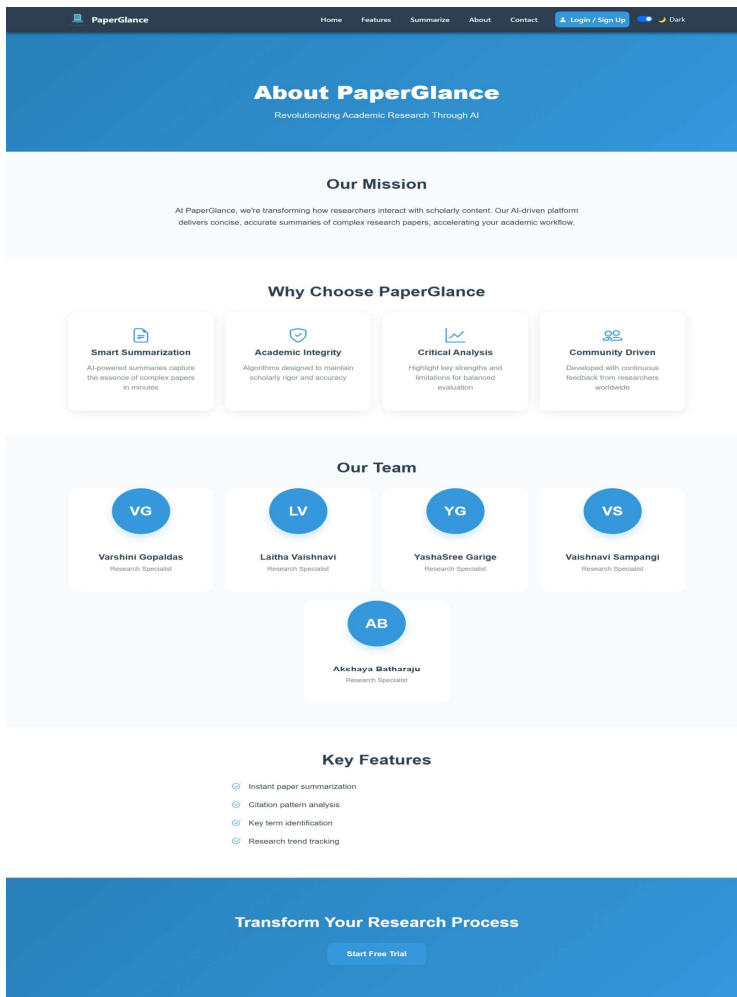 PaperGlance
Home Features Summarize About Contact Login / Sign Up Dark
About PaperGlance
Revolutionizing Academic Research Through AI
Our Mission
At PaperGlance, we're transforming how researchers interact with scholarly content. Our AI-driven platform
delivers concise, accurate summaries of complex research papers, accelerating your academic workflow.
Why Choose PaperGlance
Smart Summarization
AI-powered summaries capture
the essence of complex papers
in minutes
Academic Integrity
Algorithms designed to maintain
scholarly rigor and accuracy
Critical Analysis
Highlight key strengths and
limitations for balanced
evaluation
Community Driven
Developed with continuous
feedback from researchers
worldwide
Our Team
VG
Varshini Gopaldas
Research Specialist
LV
Laitha Vaishnavi
Research Specialist
YG
YashaSree Garige
Research Specialist
VS
Vaishnavi Sampangi
Research Specialist
AB
Akshaya Batharaju
Research Specialist
Key Features
Instant paper summarization
Citation pattern analysis
Key term identification
Research trend tracking
Transform Your Research Process
Start Free Trial